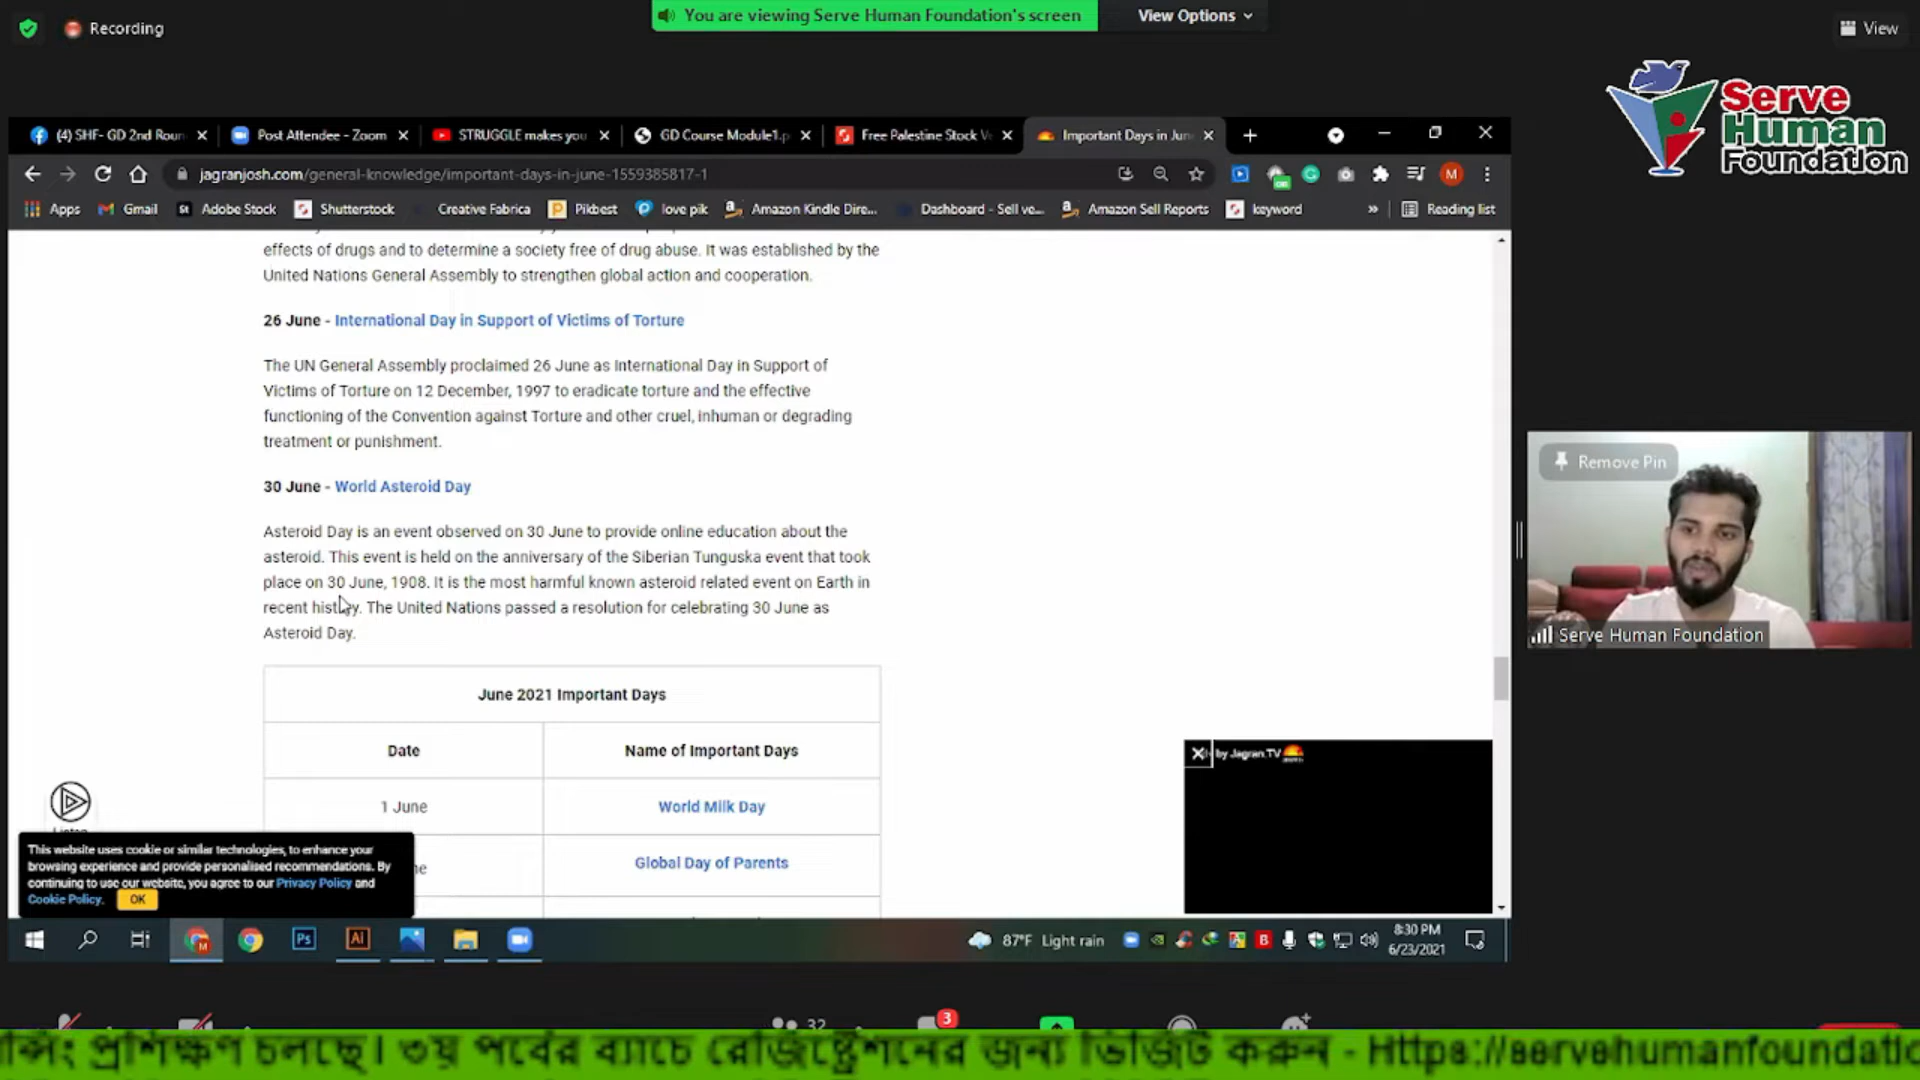 Recording
You are viewing Serve Human Foundation's screen
View Options
View
Serve
Human
Foundation
(4) SHF- GD 2nd Roun
Post Attendee - Zoom
STRUGGLE makes you
GD Course Module1.p
Free Palestine Stock Ve
Important Days in Jun
jagranjosh.com/general-knowledge/important-days-in-june-1559385817-1
Apps
Gmail
Adobe Stock
Shutterstock
Creative Fabrica
Pikbest
love pik
Amazon Kindle Dire...
Dashboard - Sell ve...
Amazon Sell Reports
keyword
Reading list
effects of drugs and to determine a society free of drug abuse. It was established by the
United Nations General Assembly to strengthen global action and cooperation.
26 June - International Day in Support of Victims of Torture
The UN General Assembly proclaimed 26 June as International Day in Support of
Victims of Torture on 12 December, 1997 to eradicate torture and the effective
functioning of the Convention against Torture and other cruel, inhuman or degrading
treatment or punishment.
30 June - World Asteroid Day
Asteroid Day is an event observed on 30 June to provide online education about the
asteroid. This event is held on the anniversary of the Siberian Tunguska event that took
place on 30 June, 1908. It is the most harmful known asteroid related event on Earth in
recent history. The United Nations passed a resolution for celebrating 30 June as
Asteroid Day.
June 2021 Important Days
Date
Name of Important Days
1 June
World Milk Day
Global Day of Parents
by Jagran.TV
This website uses cookie or similar technologies, to enhance your
browsing experience and provide personalised recommendations. By
continuing to use our website, you agree to our Privacy Policy and
Cookie Policy.
OK
Remove Pin
Serve Human Foundation
Ps
Ai
87°F Light rain
8:30 PM
6/23/2021
32
3
ন্সিং প্রশিক্ষণ চলছে। ৩য় পর্বের ব্যাচে রেজিষ্ট্রেশনের জন্য ভিজিট করুন - Https://servehumanfoundatio